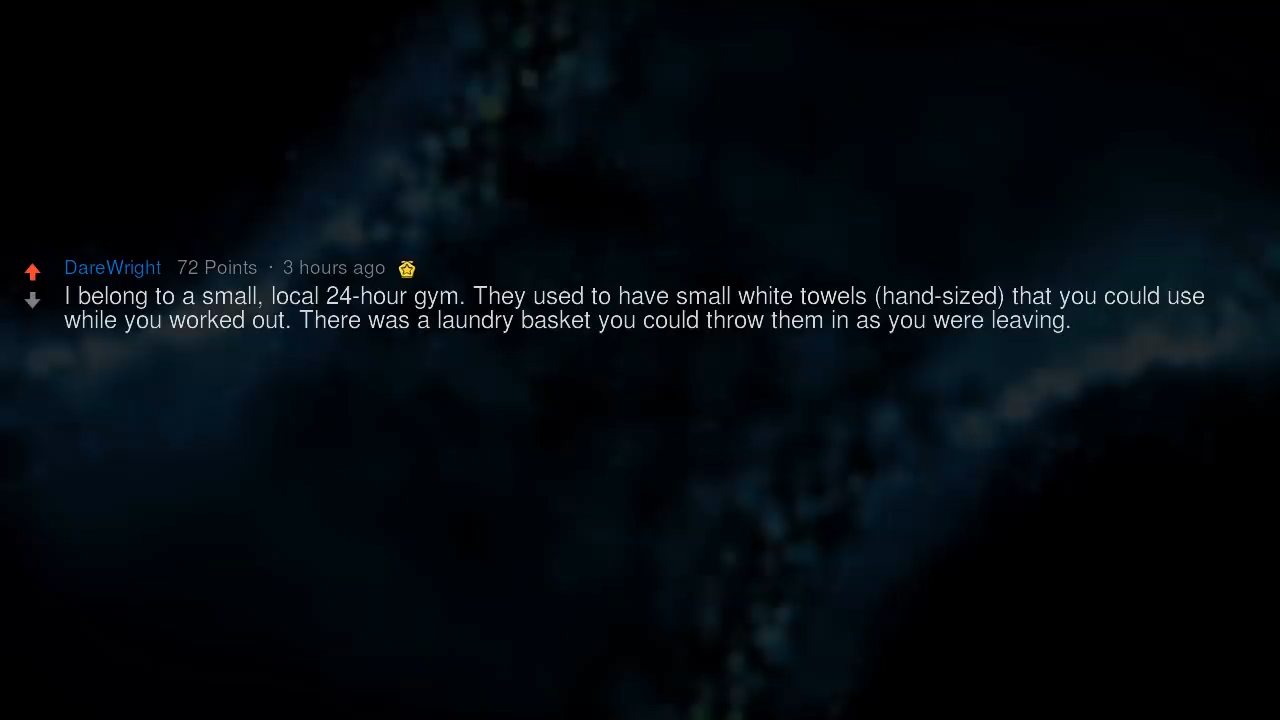 DareWright 72 Points · 3 hours ago
I belong to a small, local 24-hour gym. They used to have small white towels (hand-sized) that you could use
while you worked out. There was a laundry basket you could throw them in as you were leaving.